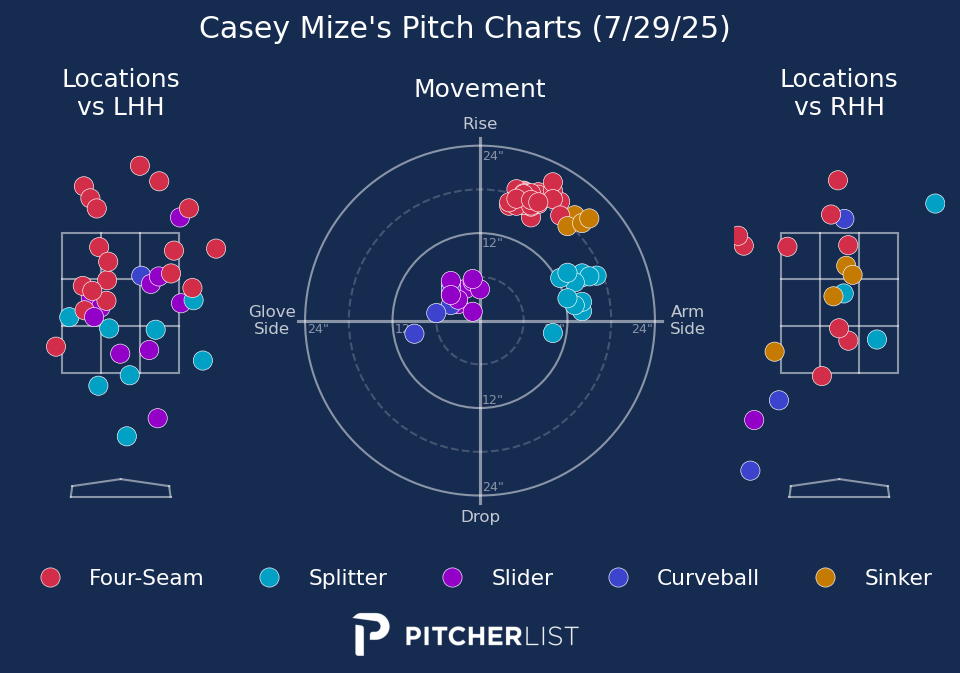 Casey Mize's Pitch Charts (7/29/25)
Locations
vs LHH
Movement
Locations
vs RHH
Rise
24"
12"
Glove
Side
24"
12"
24"
Arm
Side
12"
24"
Drop
Four-Seam
Splitter
Slider
Curveball
Sinker
PITCHERLIST